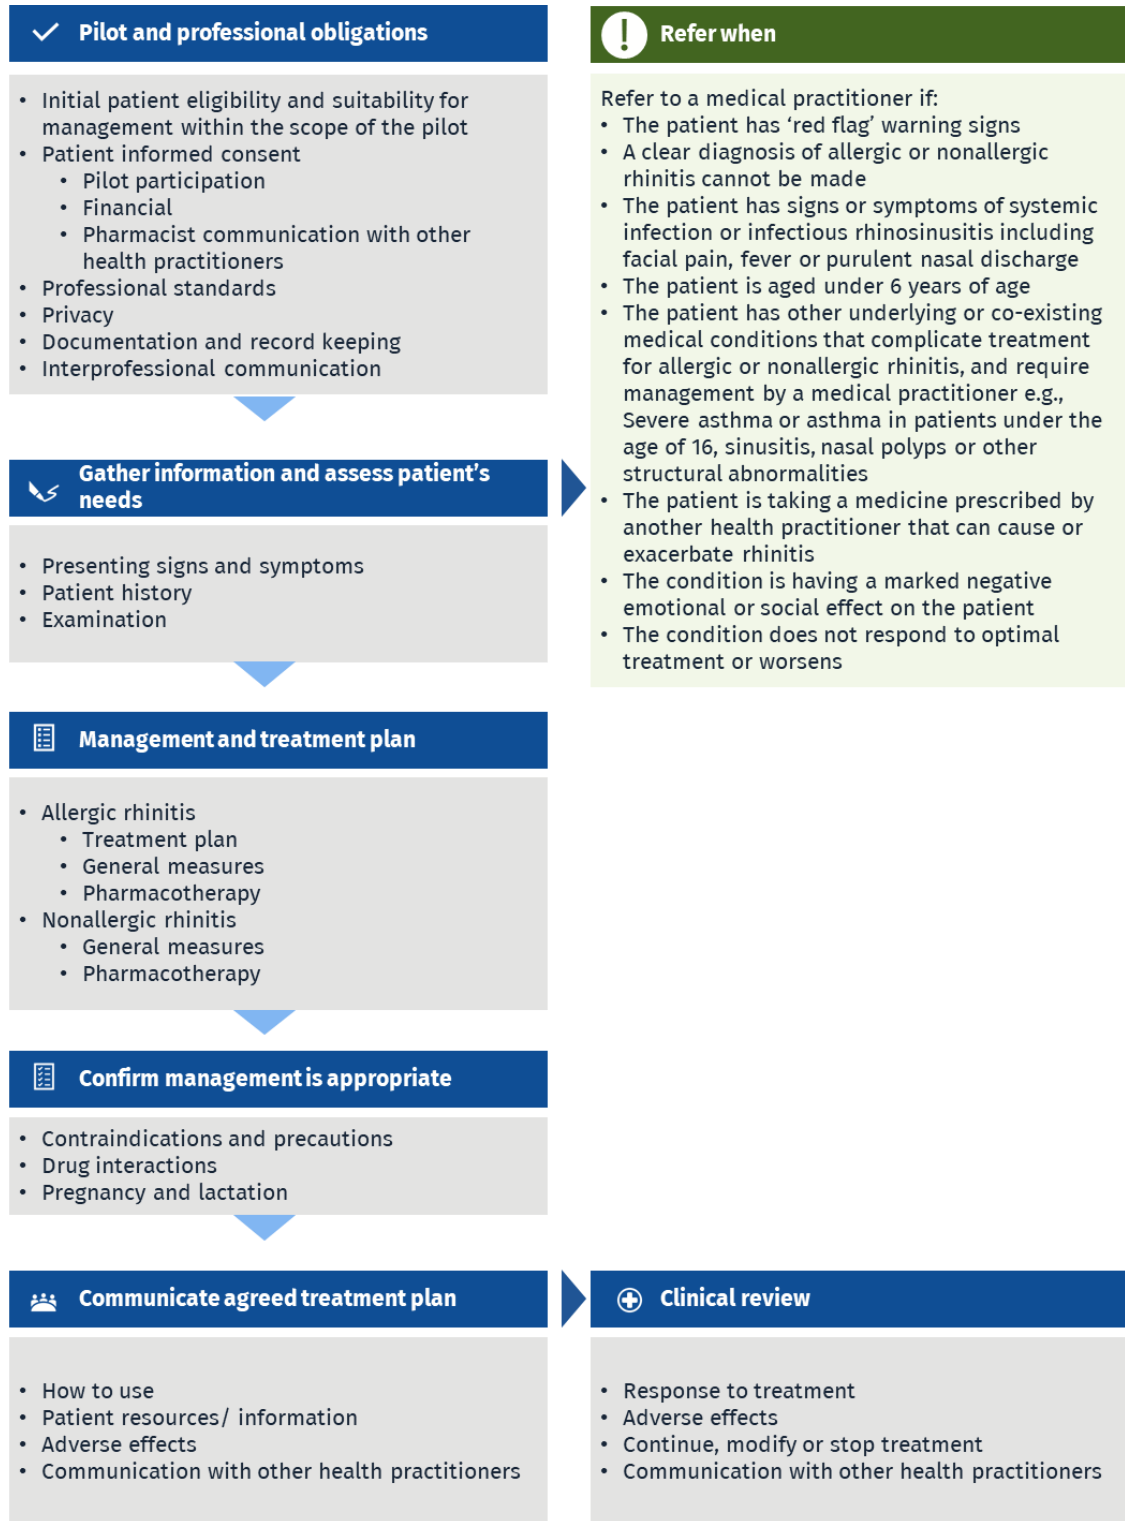 Pilot and professional obligations
• Initial patient eligibility and suitability for
management within the scope of the pilot
• Patient informed consent
• Pilot participation
• Financial
• Pharmacist communication with other
health practitioners
• Professional standards
• Privacy
• Documentation and record keeping
• Interprofessional communication
Gather information and assess patient's
needs
• Presenting signs and symptoms
• Patient history
• Examination
Management and treatment plan
• Allergic rhinitis
• Treatment plan
• General measures
• Pharmacotherapy
• Nonallergic rhinitis
• General measures
• Pharmacotherapy
Confirm management is appropriate
• Contraindications and precautions
• Drug interactions
• Pregnancy and lactation
Communicate agreed treatment plan
• How to use
• Patient resources/ information
• Adverse effects
• Communication with other health practitioners
! Refer when
Refer to a medical practitioner if:
• The patient has ‘red flag’ warning signs
• A clear diagnosis of allergic or nonallergic
rhinitis cannot be made
• The patient has signs or symptoms of systemic
infection or infectious rhinosinusitis including
facial pain, fever or purulent nasal discharge
• The patient is aged under 6 years of age
• The patient has other underlying or co-existing
medical conditions that complicate treatment
for allergic or nonallergic rhinitis, and require
management by a medical practitioner e.g.,
Severe asthma or asthma in patients under the
age of 16, sinusitis, nasal polyps or other
structural abnormalities
• The patient is taking a medicine prescribed by
another health practitioner that can cause or
exacerbate rhinitis
• The condition is having a marked negative
emotional or social effect on the patient
• The condition does not respond to optimal
treatment or worsens
Clinical review
• Response to treatment
• Adverse effects
• Continue, modify or stop treatment
• Communication with other health practitioners